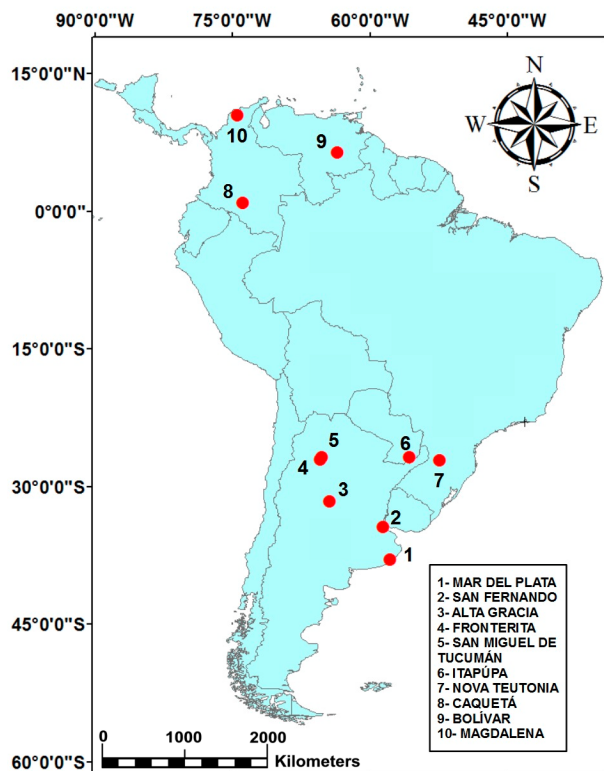 90°0'0"W 75°0'0"W 60°0'0"W 45°0'0"W
15°0'0"N
N
W E
S
10
9
8
0°0'0"
15°0'0"S
5
6
4
7
3
30°0'0"S
2
1
1- MAR DEL PLATA
2- SAN FERNANDO
3- ALTA GRACIA
4- FRONTERITA
5- SAN MIGUEL DE
TUCUMÁN
6- ITAPÚPA
7- NOVA TEUTONIA
8- CAQUETÁ
9- BOLÍVAR
10- MAGDALENA
45°0'0"S
0 1000 2000
Kilometers
60°0'0"S